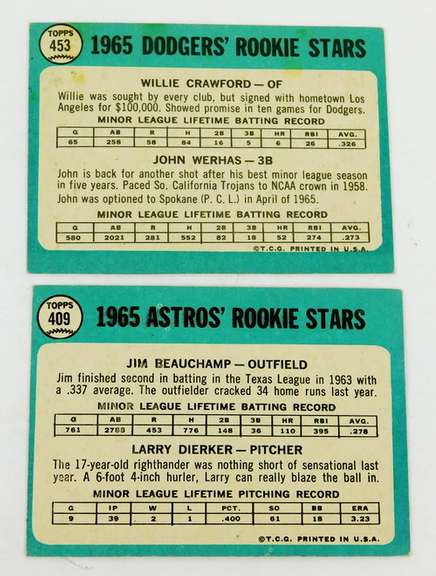 TOPPS
453
1965 DODGERS' ROOKIE STARS
WILLIE CRAWFORD — OF
Willie was sought by every club, but signed with hometown Los
Angeles for $100,000. Showed promise in ten games for Dodgers.
MINOR LEAGUE LIFETIME BATTING RECORD
G AB R H 2B 3B HR RBI AVG.
65 258 58 84 16 5 6 26 .326
JOHN WERHAS — 3B
John is back for another shot after his best minor league season
in five years. Paced So. California Trojans to NCAA crown in 1958.
John was optioned to Spokane (P. C. L.) in April of 1965.
MINOR LEAGUE LIFETIME BATTING RECORD
G AB R H 2B 3B HR RBI AVG.
580 2021 281 552 82 18 52 274 .273
©T.C.G. PRINTED IN U.S.A.
TOPPS
409
1965 ASTROS' ROOKIE STARS
JIM BEAUCHAMP — OUTFIELD
Jim finished second in batting in the Texas League in 1963 with
a .337 average. The outfielder cracked 34 home runs last year.
MINOR LEAGUE LIFETIME BATTING RECORD
G AB R H 2B 3B HR RBI AVG.
761 2788 453 776 148 36 110 395 .278
LARRY DIERKER — PITCHER
The 17-year-old righthander was nothing short of sensational last
year. A 6-foot 4-inch hurler, Larry can really blaze the ball in.
MINOR LEAGUE LIFETIME PITCHING RECORD
G IP W L PCT. SO BB ERA
9 39 2 1 .400 61 18 3.23
©T.C.G. PRINTED IN U.S.A.